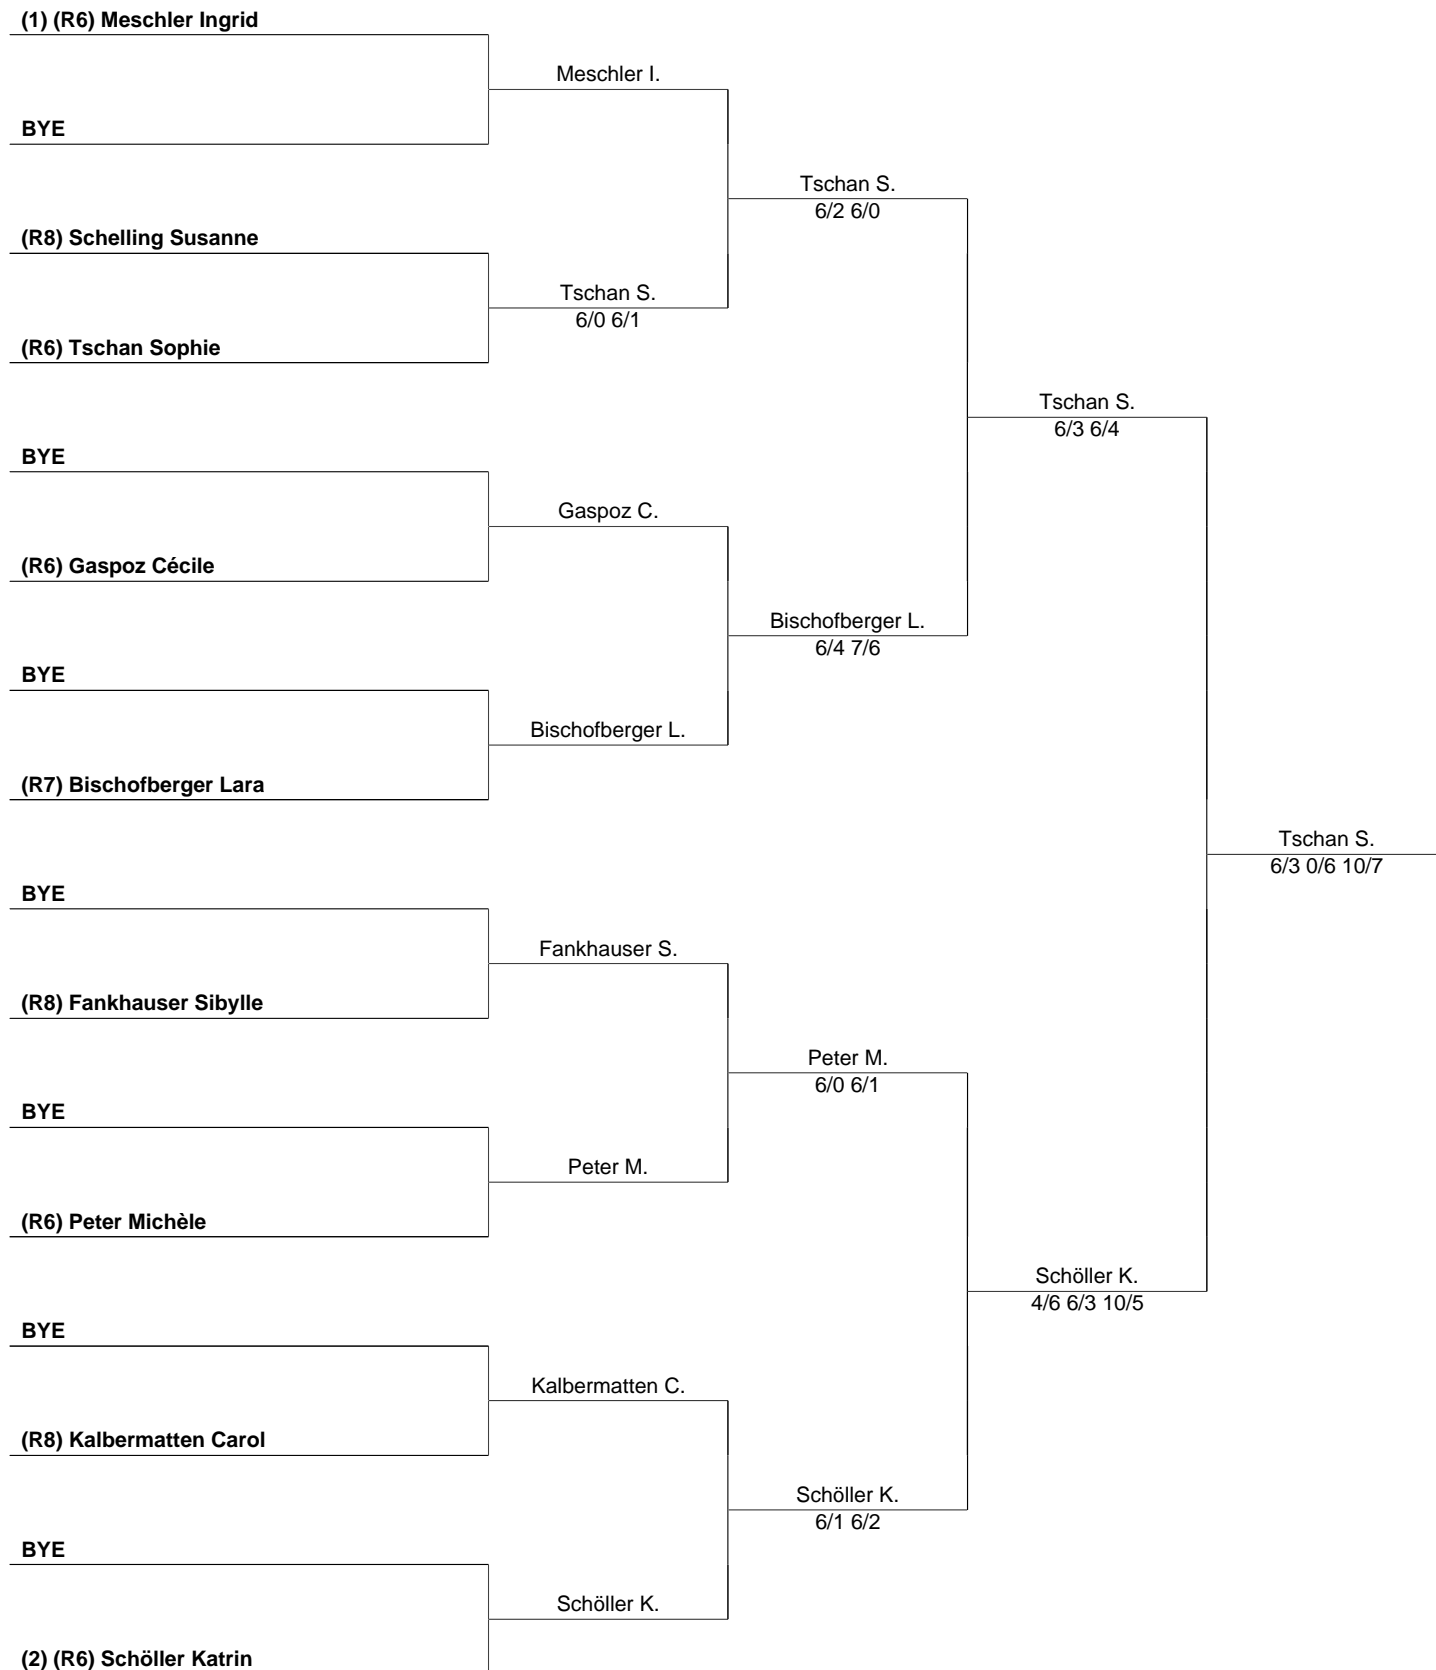 (1) (R6) Meschler Ingrid
Meschler I.
BYE
Tschan S.
6/2 6/0
(R8) Schelling Susanne
Tschan S.
6/0 6/1
(R6) Tschan Sophie
Tschan S.
6/3 6/4
BYE
Gaspoz C.
(R6) Gaspoz Cécile
Bischofberger L.
6/4 7/6
BYE
Bischofberger L.
(R7) Bischofberger Lara
Tschan S.
6/3 0/6 10/7
BYE
Fankhauser S.
(R8) Fankhauser Sibylle
Peter M.
6/0 6/1
BYE
Peter M.
(R6) Peter Michèle
Schöller K.
4/6 6/3 10/5
BYE
Kalbermatten C.
(R8) Kalbermatten Carol
Schöller K.
6/1 6/2
BYE
Schöller K.
(2) (R6) Schöller Katrin